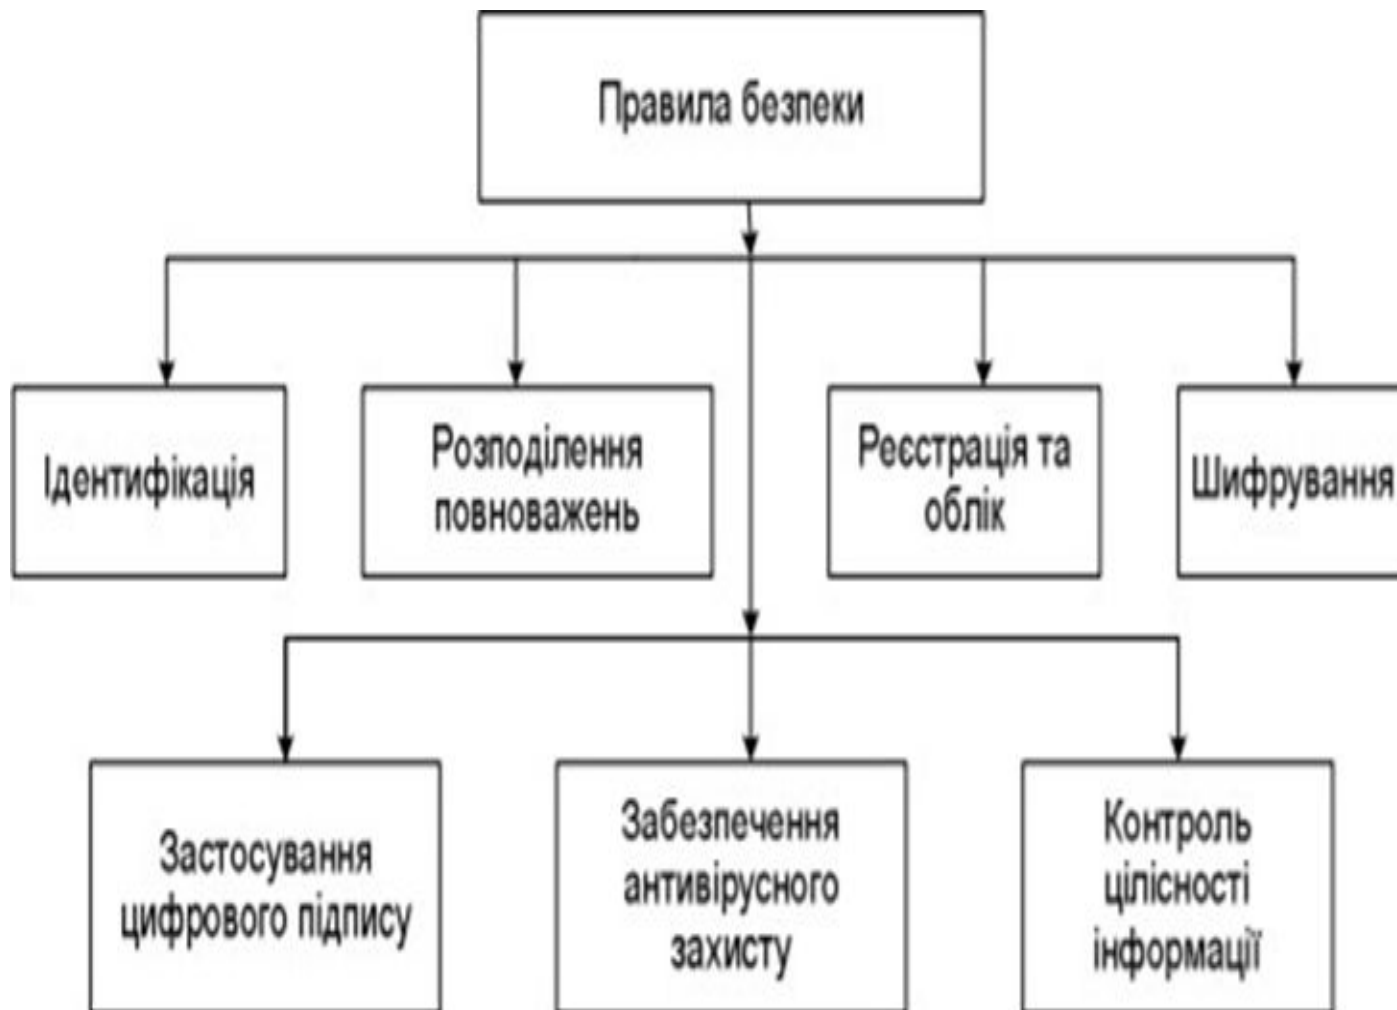 Правила безпеки
Ідентифікація
Розподілення
повноважень
Реєстрація та
облік
Шифрування
Застосування
цифрового підпису
Забезпечення
антивірусного
захисту
Контроль
цілісності
інформації